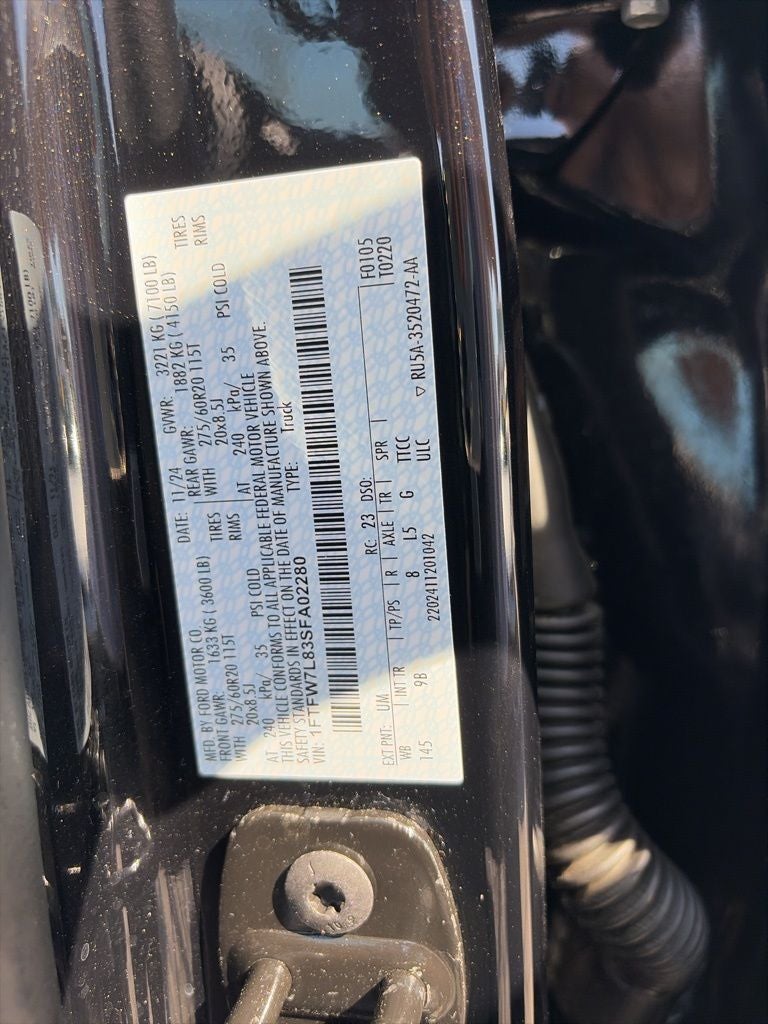 MFD. BY FORD MOTOR CO.
DATE: 11/24 GVWR: 3221 KG ( 7100 LB)
FRONT GAWR: 1633 KG ( 3600 LB)
REAR GAWR: 1882 KG ( 4150 LB)
WITH 275/60R20 115T TIRES
WITH 275/60R20 115T TIRES
20x8.5J RIMS
20x8.5J RIMS
AT 240 kPa/ 35 PSI COLD
AT 240 kPa/ 35 PSI COLD
THIS VEHICLE CONFORMS TO ALL APPLICABLE FEDERAL MOTOR VEHICLE
SAFETY STANDARDS IN EFFECT ON THE DATE OF MANUFACTURE SHOWN ABOVE.
VIN: 1FTFW7L83SFA02280 TYPE: Truck
EXT PNT: UM RC: 23 DSO: F0105
WB INT TR TP/PS R AXLE TR SPR T0220
145 9B 8 L5 G TTCC ▽ RU5A-3520472-AA
2202411201042 ULC